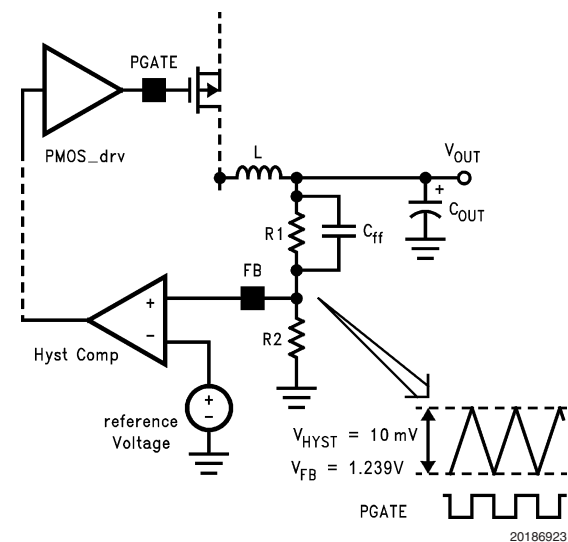 PGATE
PMOS_drv
L
VOUT
+
COUT
R1
Cff
FB
+
−
Hyst Comp
R2
+
−
reference
Voltage
VHYST = 10 mV
VFB = 1.239V
PGATE
20186923